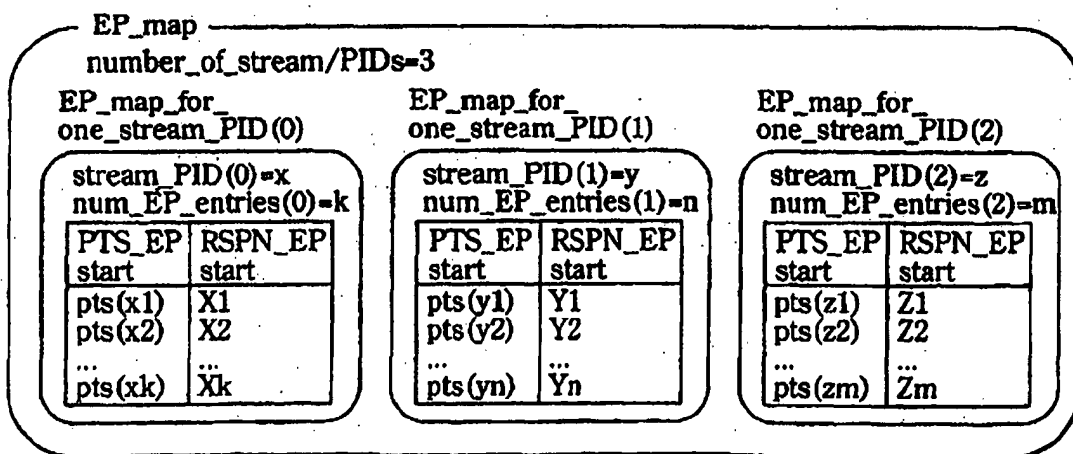 EP_map
number_of_stream/PIDs=3
EP_map_for_
one_stream_PID(0)
stream_PID(0)=x
num_EP_entries(0)=k
PTS_EP RSPN_EP
start start
pts(x1) X1
pts(x2) X2
... ...
pts(xk) Xk
EP_map_for_
one_stream_PID(1)
stream_PID(1)=y
num_EP_entries(1)=n
PTS_EP RSPN_EP
start start
pts(y1) Y1
pts(y2) Y2
... ...
pts(yn) Yn
EP_map_for_
one_stream_PID(2)
stream_PID(2)=z
num_EP_entries(2)=m
PTS_EP RSPN_EP
start start
pts(z1) Z1
pts(z2) Z2
... ...
pts(zm) Zm